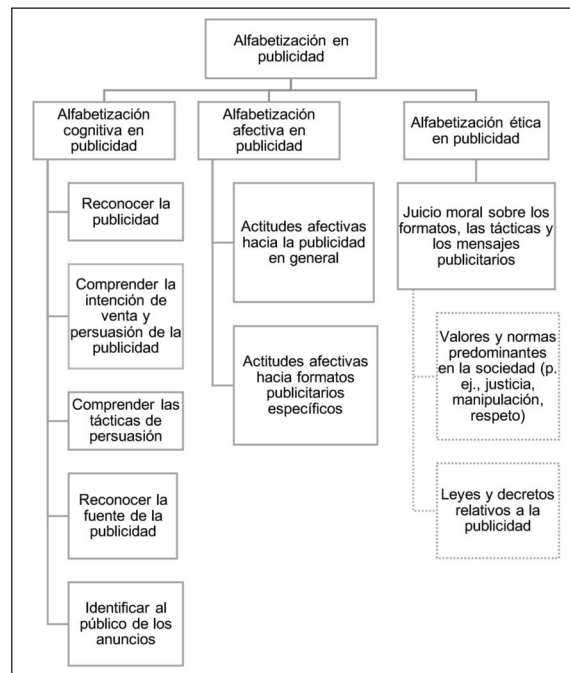 Alfabetización en
publicidad
Alfabetización
cognitiva en
publicidad
Reconocer la
publicidad
Comprender la
intención de
venta y
persuasión de la
publicidad
Comprender las
tácticas de
persuasión
Reconocer la
fuente de la
publicidad
Identificar al
público de los
anuncios
Alfabetización
afectiva en
publicidad
Actitudes afectivas
hacia la publicidad
en general
Actitudes afectivas
hacia formatos
publicitarios
específicos
Alfabetización ética
en publicidad
Juicio moral sobre los
formatos, las tácticas y
los mensajes
publicitarios
Valores y normas
predominantes
en la sociedad (p.
ej., justicia,
manipulación,
respeto)
Leyes y decretos
relativos a la
publicidad